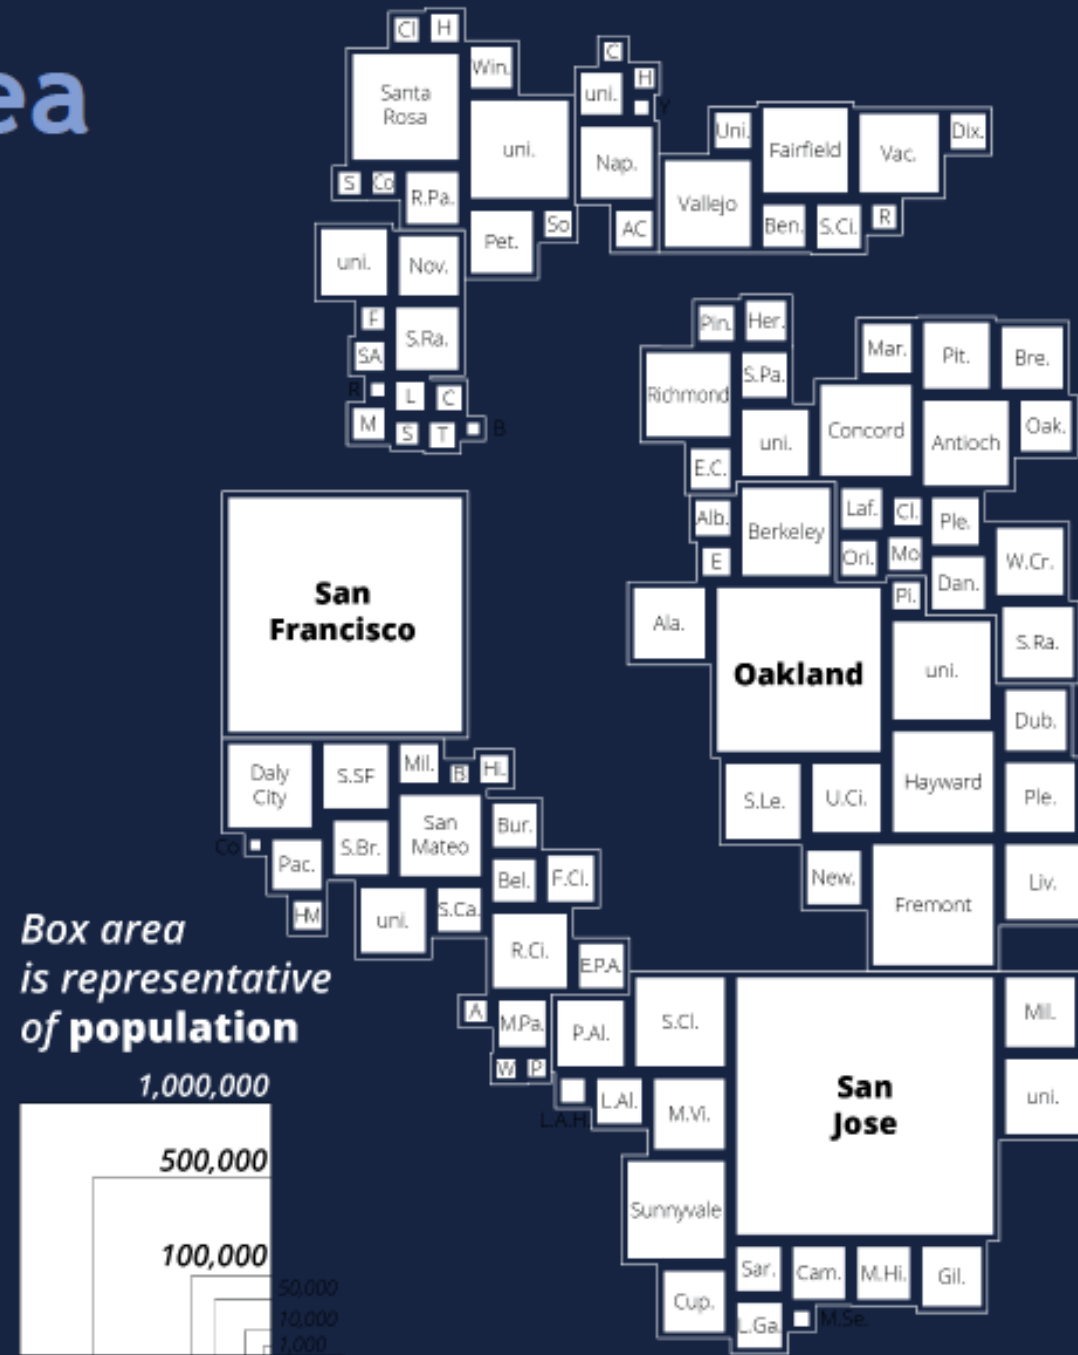 ea
Cl
H
Santa
Rosa
Win.
uni.
S
Co
R.Pa.
Pet.
So
C
H
uni.
Y
Nap.
AC
Uni.
Fairfield
Vac.
Dix.
Vallejo
Ben.
S.Ci.
R
uni.
Nov.
F
S.Ra.
SA
R
L
C
M
S
T
B
Pin.
Her.
Richmond
S.Pa.
uni.
E.C.
Mar.
Pit.
Bre.
Concord
Antioch
Oak.
Laf.
Cl.
Ple.
Ori.
Mo
Dan.
W.Cr.
S.Ra.
Alb.
Berkeley
E
Pi.
Ala.
Oakland
uni.
Dub.
S.Le.
U.Ci.
Hayward
Ple.
New.
Fremont
Liv.
San
Francisco
Daly
City
S.SF
Mil.
B
Hi.
Co
Pac.
S.Br.
San
Mateo
Bur.
HM
uni.
S.Ca.
Bel.
F.Ci.
R.Ci.
E.P.A.
A
M.Pa.
W
P
P.Al.
S.Cl.
San
Jose
Mil.
uni.
L.A.H.
L.Al.
M.Vi.
Sunnyvale
Cup.
Sar.
Cam.
M.Hi.
Gil.
L.Ga.
M.Se.
Box area
is representative
of population
1,000,000
500,000
100,000
50,000
10,000
1,000